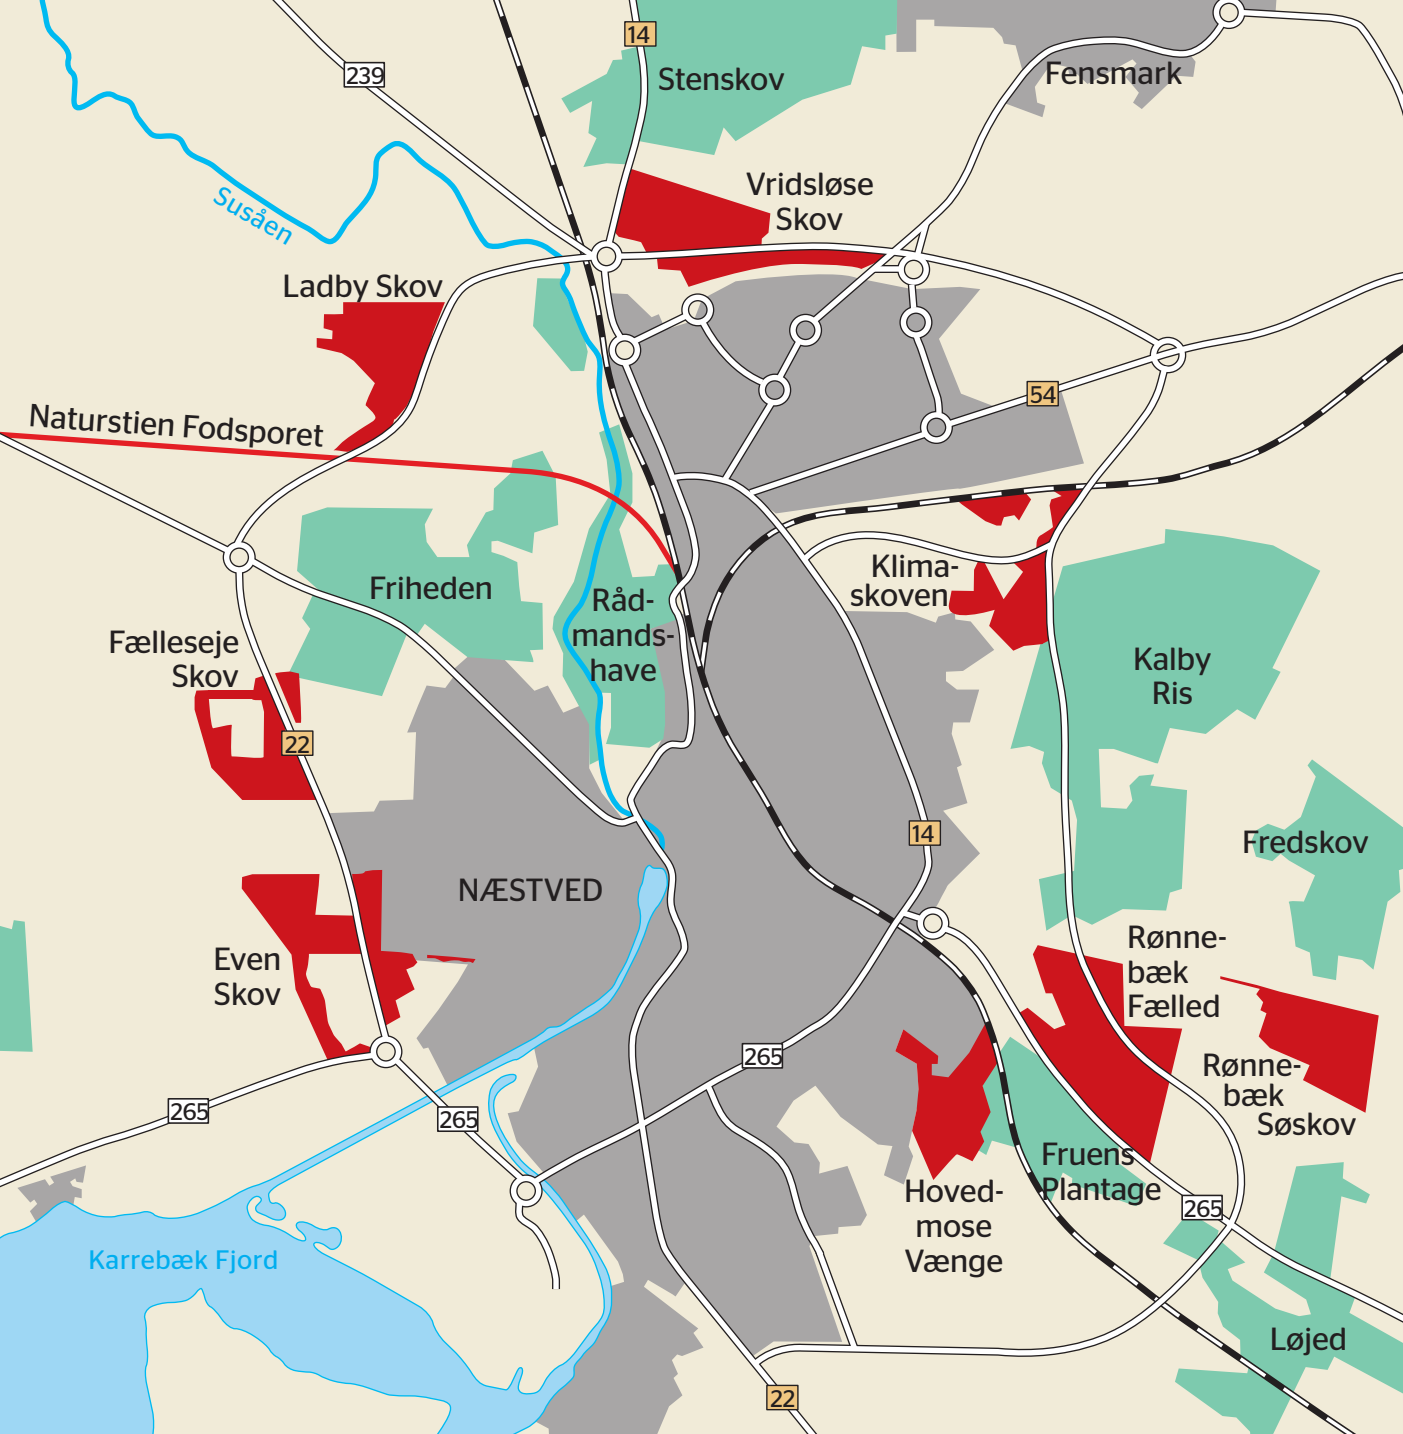 14
Stenskov
239
Fensmark
Vridsløse
Skov
Susåen
Ladby Skov
54
Naturstien Fodsporet
Klima-
skoven
Friheden
Råd-
mands-
have
Fælleseje
Skov
Kalby
Ris
22
14
Fredskov
NÆSTVED
Rønne-
bæk
Fælled
Even
Skov
265
Rønne-
bæk
Søskov
265
265
Fruens
Plantage
265
Hoved-
mose
Vænge
Karrebæk Fjord
Løjed
22